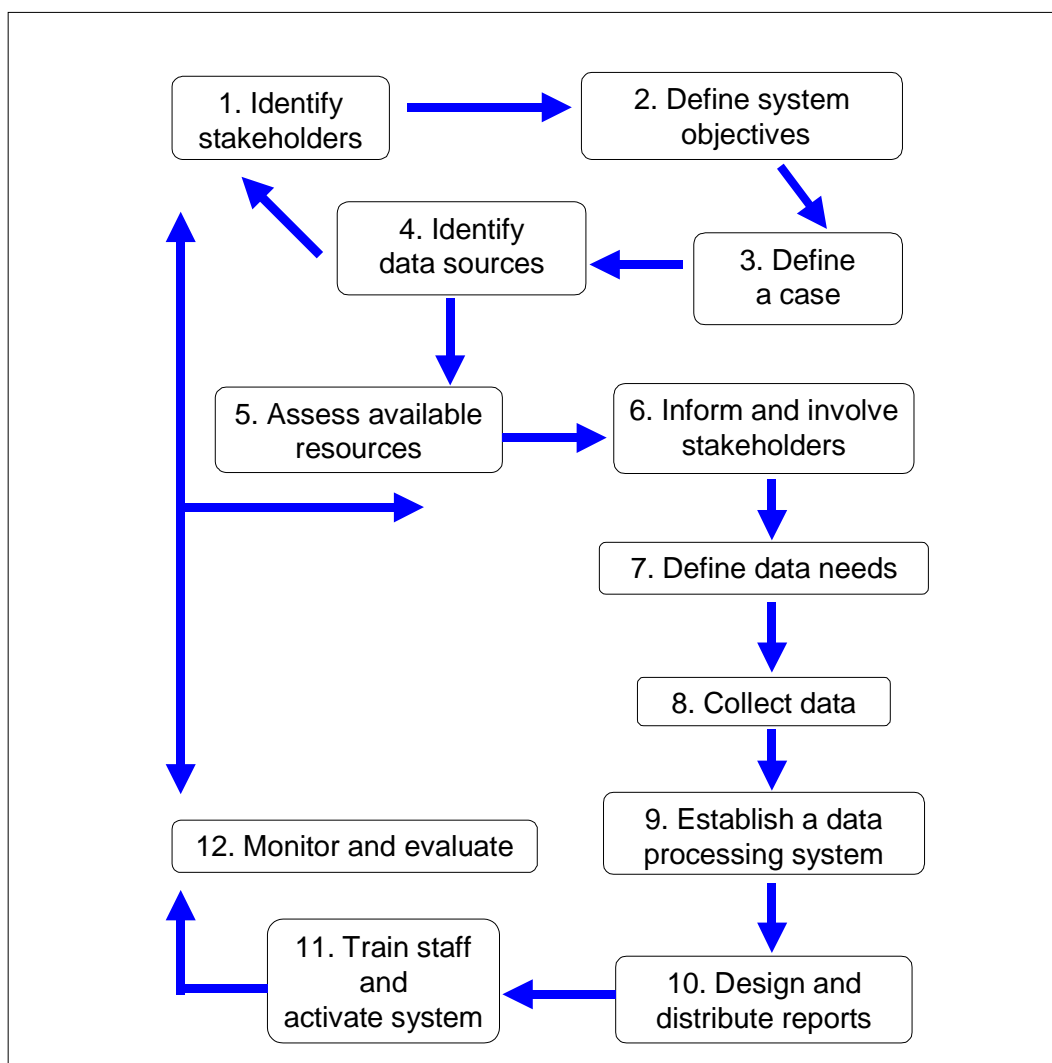 1. Identify
stakeholders
2. Define system
objectives
3. Define
a case
4. Identify
data sources
5. Assess available
resources
6. Inform and involve
stakeholders
7. Define data needs
8. Collect data
9. Establish a data
processing system
10. Design and
distribute reports
11. Train staff
and
activate system
12. Monitor and evaluate